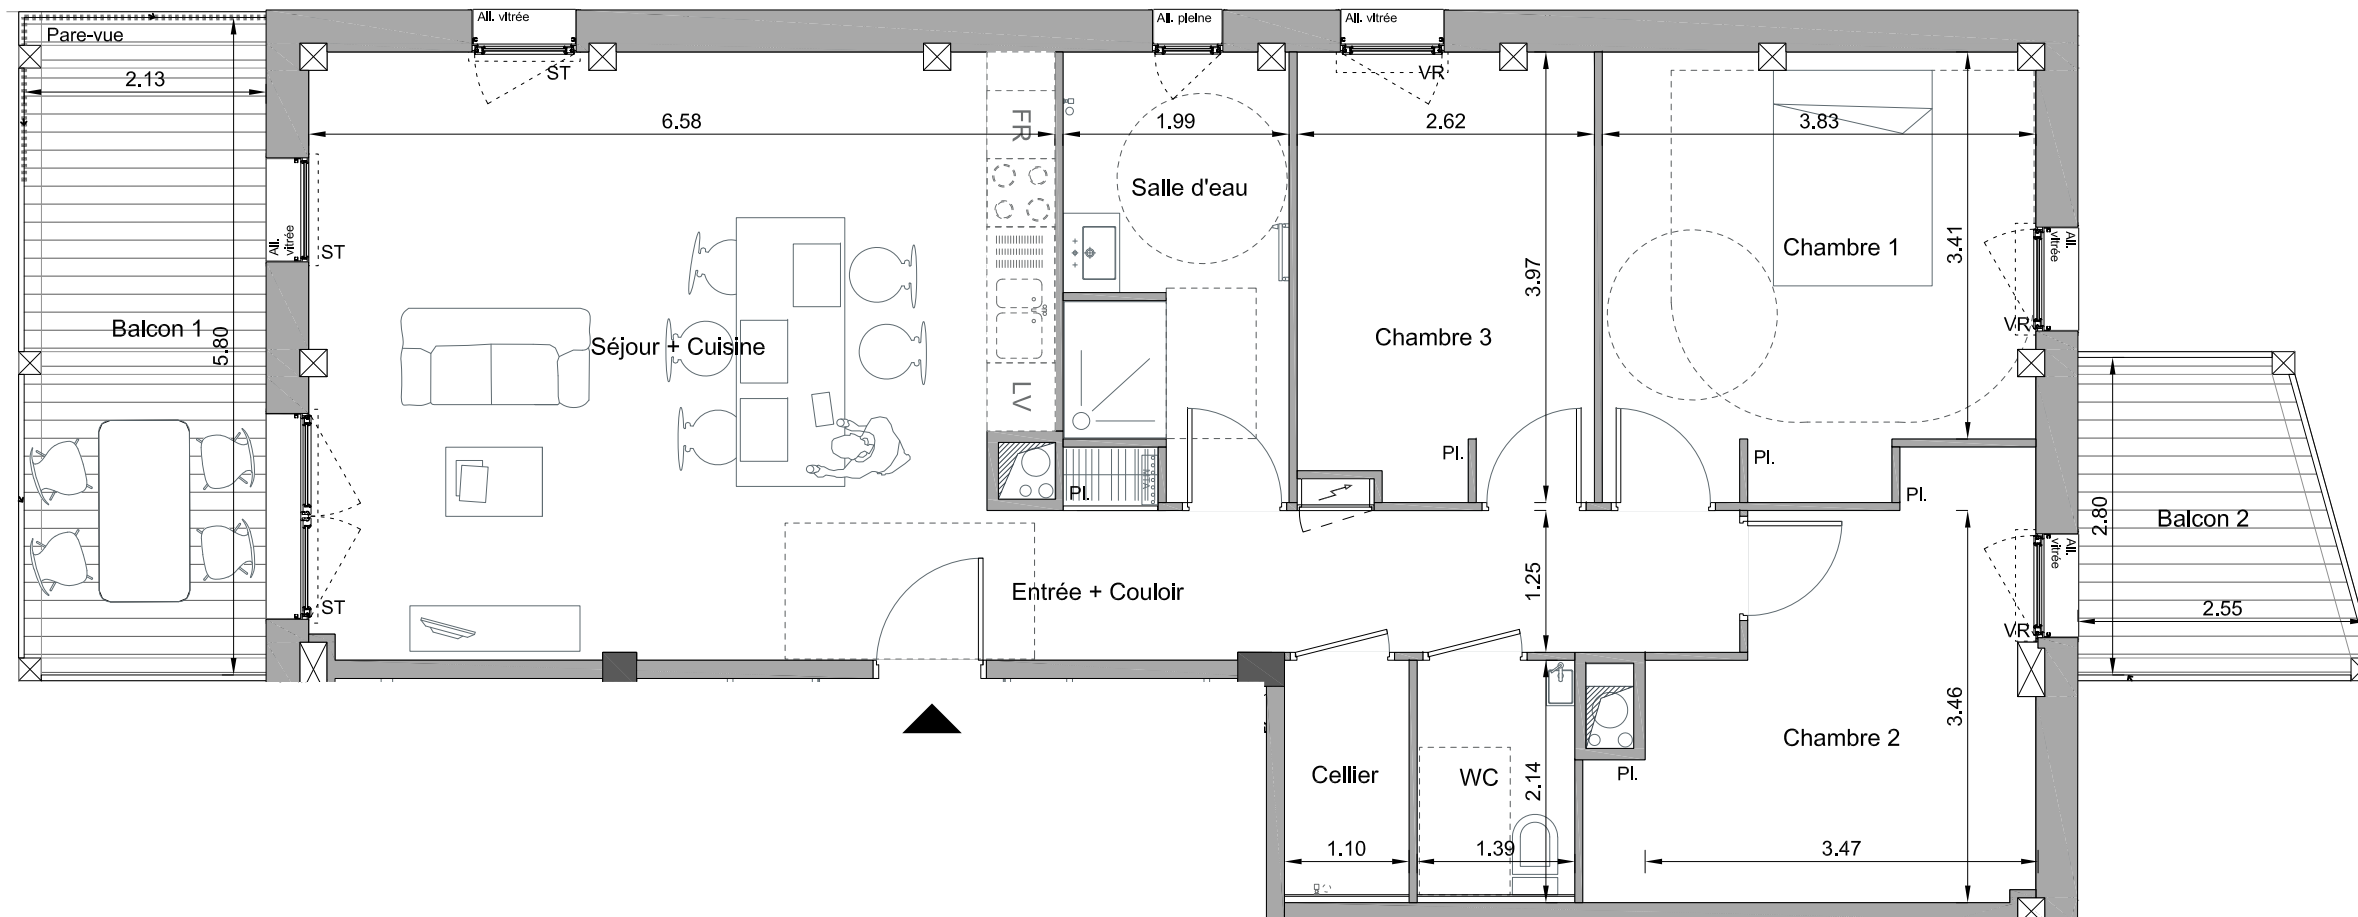 All. vitrée
All. pleine
All. vitrée
Pare-vue
ST
VR
2.13
6.58
1.99
2.62
3.83
FR
Salle d'eau
Chambre 1
3.41
All.
vitrée
ST
All.
vitrée
3.97
Balcon 1
5.80
Séjour + Cuisine
Chambre 3
VR
LV
Pl.
Pl.
Pl.
Pl.
MTA
2.80
Balcon 2
All.
vitrée
1.25
Entrée + Couloir
ST
2.55
VR
3.46
Chambre 2
Cellier
WC
2.14
Pl.
1.10
1.39
3.47